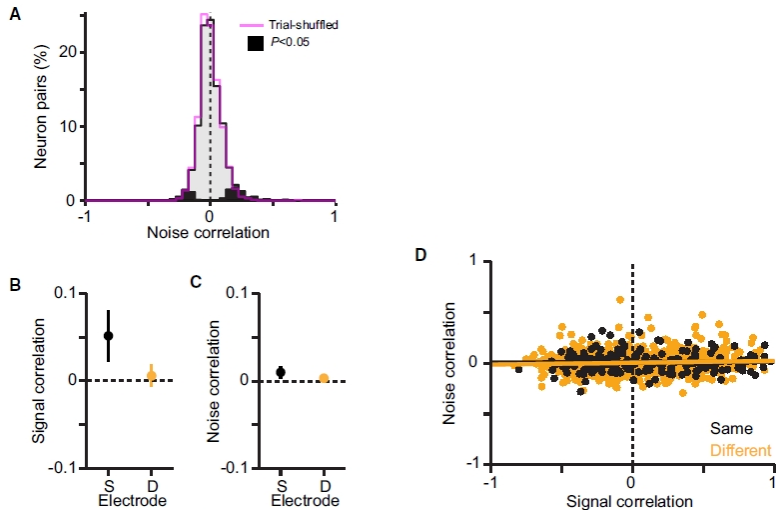 A
Trial-shuffled
P<0.05
Neuron pairs (%)
20
10
0
-1
0
1
Noise correlation
B
Signal correlation
0.1
0
-0.1
S
D
Electrode
C
Noise correlation
0.1
0
-0.1
S
D
Electrode
D
Noise correlation
1
0
-1
Same
Different
-1
0
1
Signal correlation